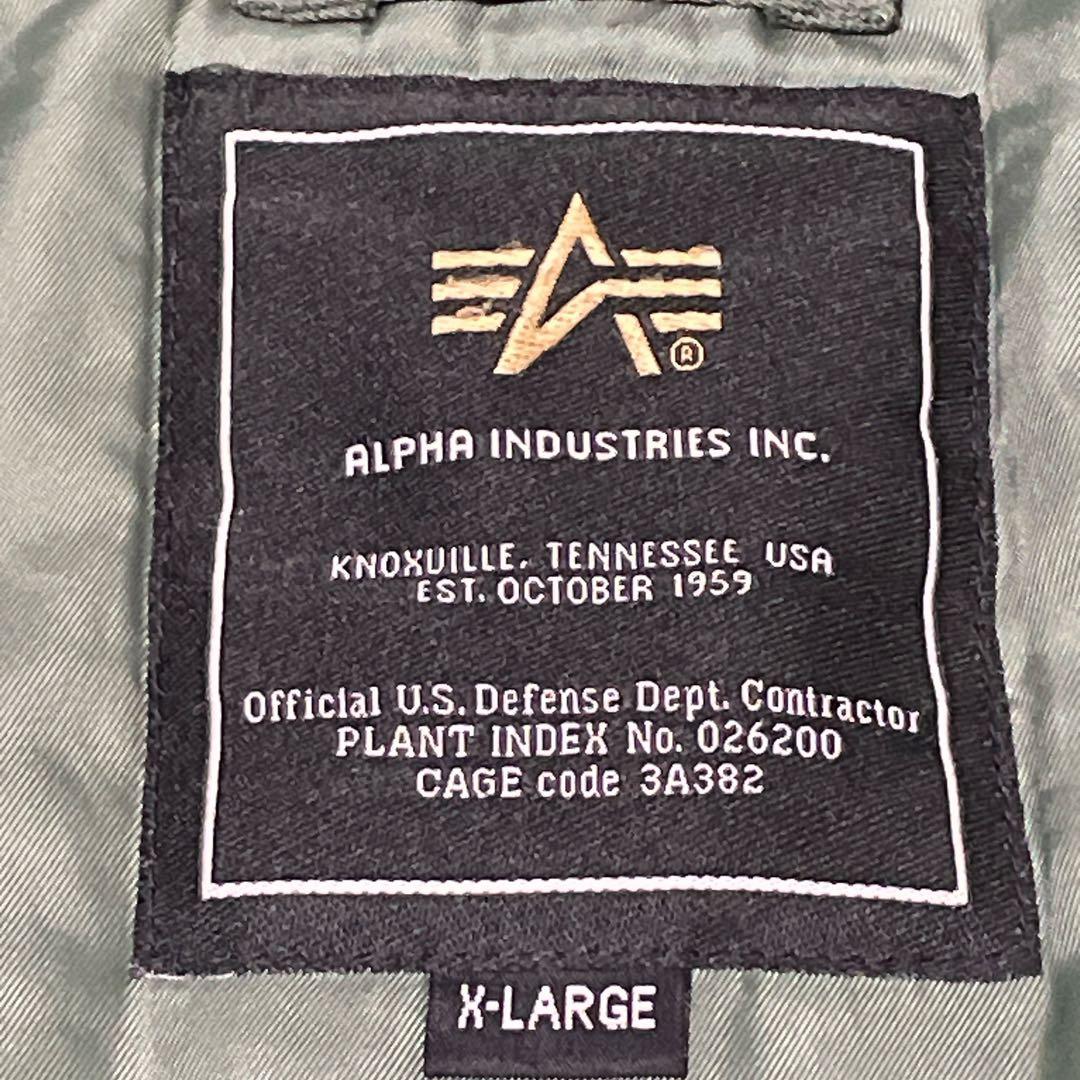 ®
ALPHA INDUSTRIES INC.
KNOXVILLE, TENNESSEE USA
EST. OCTOBER 1959
Official U.S. Defense Dept. Contractor
PLANT INDEX No. 026200
CAGE code 3A382
X-LARGE